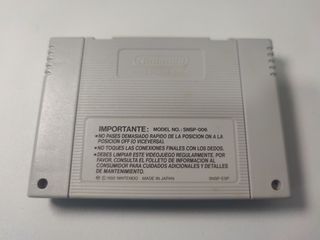 Nintendo
IMPORTANTE: MODEL NO.: SNSP-006
•NO PASES DEMASIADO RAPIDO DE LA POSICION ON A LA
POSICION OFF (O VICEVERSA).
•NO TOQUES LAS CONEXIONES FINALES CON LOS DEDOS.
•DEBES LIMPIAR ESTE VIDEOJUEGO REGULARMENTE. POR
FAVOR, CONSULTA EL FOLLETO DE INFORMACION AL
CONSUMIDOR PARA CUIDADOS ADICIONALES Y DETALLES
DE MANTENIMIENTO.
Ⓟ © 1992 NINTENDO MADE IN JAPAN SNSP-ESP